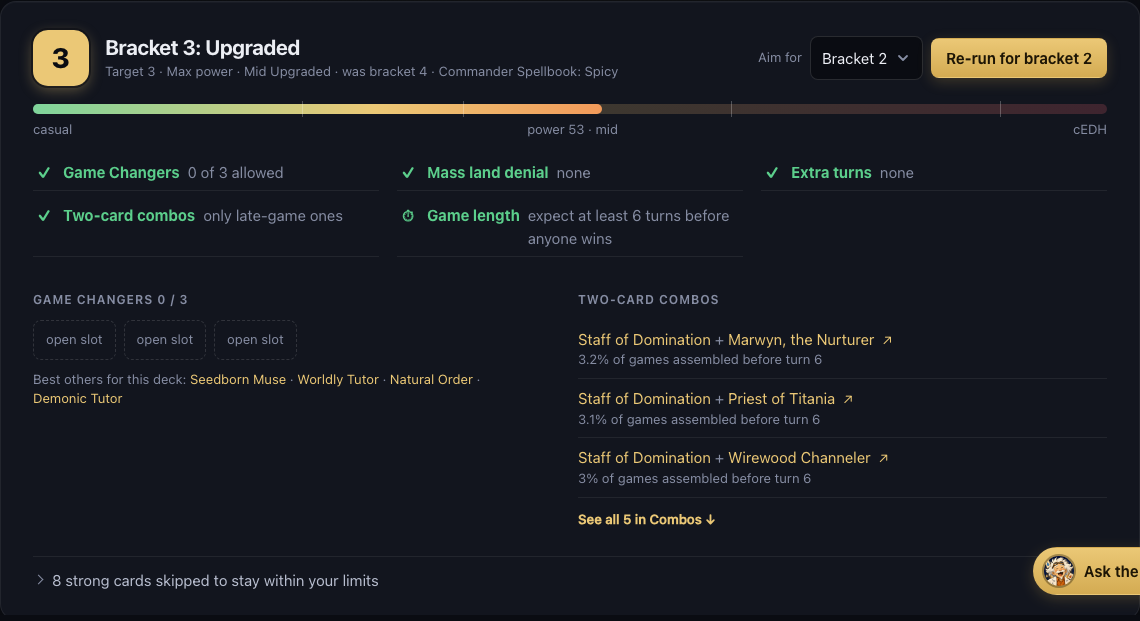 3
Bracket 3: Upgraded
Target 3 · Max power · Mid Upgraded · was bracket 4 · Commander Spellbook: Spicy
Aim for
Bracket 2
Re-run for bracket 2
casual
power 53 · mid
cEDH
Game Changers 0 of 3 allowed
Mass land denial none
Extra turns none
Two-card combos only late-game ones
Game length expect at least 6 turns before
anyone wins
GAME CHANGERS 0 / 3
open slot
open slot
open slot
Best others for this deck: Seedborn Muse · Worldly Tutor · Natural Order ·
Demonic Tutor
TWO-CARD COMBOS
Staff of Domination + Marwyn, the Nurturer ↗
3.2% of games assembled before turn 6
Staff of Domination + Priest of Titania ↗
3.1% of games assembled before turn 6
Staff of Domination + Wirewood Channeler ↗
3% of games assembled before turn 6
See all 5 in Combos ↓
8 strong cards skipped to stay within your limits
Ask the